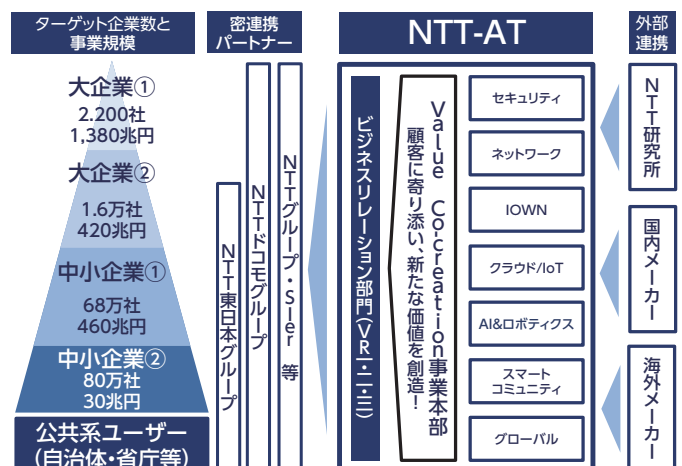 ターゲット企業数と
事業規模
大企業①
2.200社
1,380兆円
大企業②
1.6万社
420兆円
中小企業①
68万社
460兆円
中小企業②
80万社
30兆円
公共系ユーザー
(自治体・省庁等)
密連携
パートナー
NTT東日本グループ
NTTドコモグループ
NTTグループ・SIer 等
NTT-AT
ビジネスリレーション部門(VR一・二・三)
Value Co-creation事業本部
顧客に寄り添い、新たな価値を創造!
セキュリティ
ネットワーク
IOWN
クラウド/IoT
AI&ロボティクス
スマート
コミュニティ
グローバル
外部
連携
NTT研究所
国内メーカー
海外メーカー